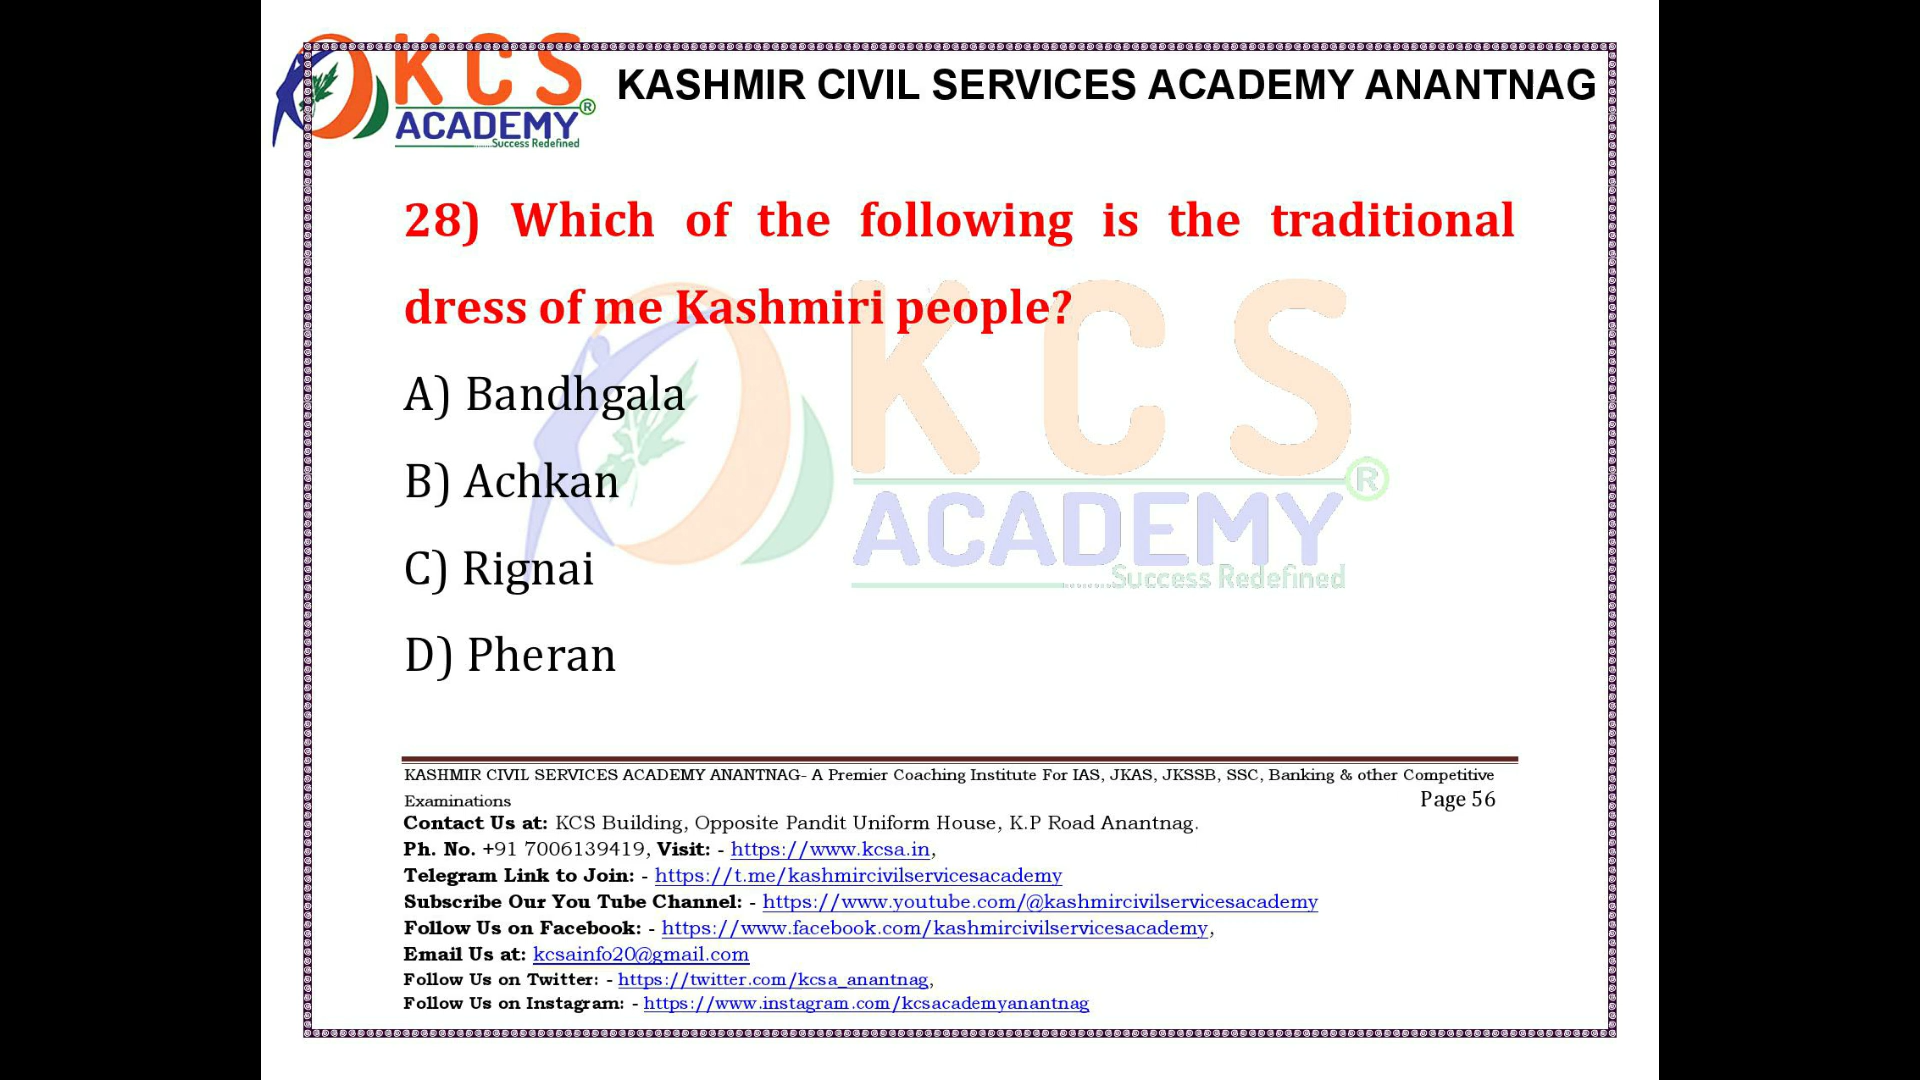 KCS
ACADEMY®
........Success Redefined
KASHMIR CIVIL SERVICES ACADEMY ANANTNAG
28) Which of the following is the traditional
dress of me Kashmiri people?
A) Bandhgala
B) Achkan
C) Rignai
D) Pheran
KCS
ACADEMY®
........Success Redefined
KASHMIR CIVIL SERVICES ACADEMY ANANTNAG- A Premier Coaching Institute For IAS, JKAS, JKSSB, SSC, Banking & other Competitive
Examinations Page 56
Contact Us at: KCS Building, Opposite Pandit Uniform House, K.P Road Anantnag.
Ph. No. +91 7006139419, Visit: - https://www.kcsa.in,
Telegram Link to Join: - https://t.me/kashmircivilservicesacademy
Subscribe Our You Tube Channel: - https://www.youtube.com/@kashmircivilservicesacademy
Follow Us on Facebook: - https://www.facebook.com/kashmircivilservicesacademy,
Email Us at: kcsainfo20@gmail.com
Follow Us on Twitter: - https://twitter.com/kcsa_anantnag,
Follow Us on Instagram: - https://www.instagram.com/kcsacademyanantnag